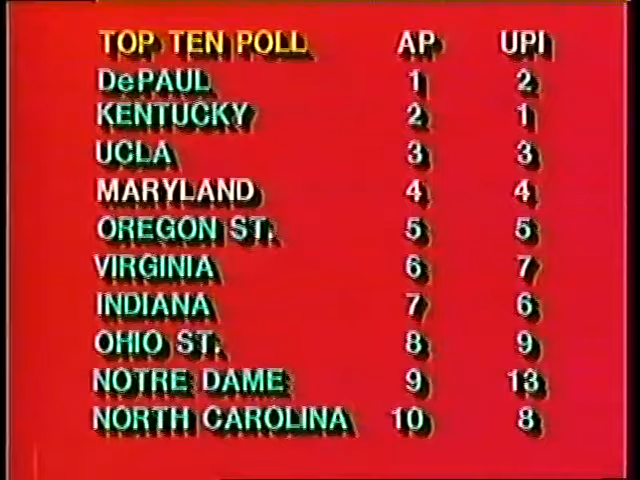 TOP TEN POLL AP UPI
DePAUL 1 2
KENTUCKY 2 1
UCLA 3 3
MARYLAND 4 4
OREGON ST. 5 5
VIRGINIA 6 7
INDIANA 7 6
OHIO ST. 8 9
NOTRE DAME 9 13
NORTH CAROLINA 10 8